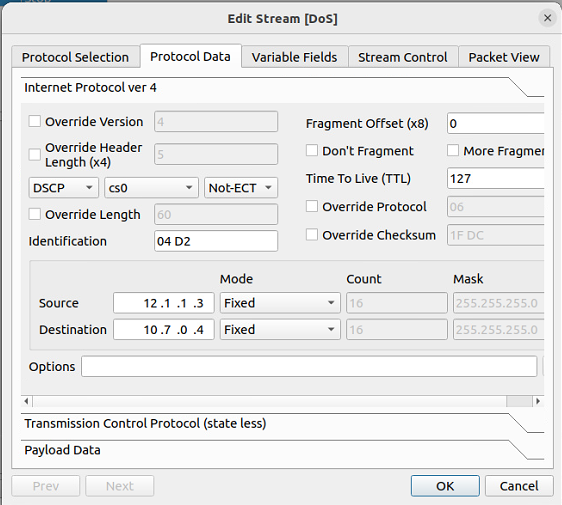 Edit Stream [DoS]
Protocol Selection
Protocol Data
Variable Fields
Stream Control
Packet View
Internet Protocol ver 4
Override Version
4
Override Header
Length (x4)
5
DSCP
cs0
Not-ECT
Override Length
60
Identification
04 D2
Fragment Offset (x8)
0
Don't Fragment
More Fragmer
Time To Live (TTL)
127
Override Protocol
06
Override Checksum
1F DC
Mode
Count
Mask
Source
12 .1 .1 .3
Fixed
16
255.255.255.0
Destination
10 .7 .0 .4
Fixed
16
255.255.255.0
Options
Transmission Control Protocol (state less)
Payload Data
Prev
Next
OK
Cancel